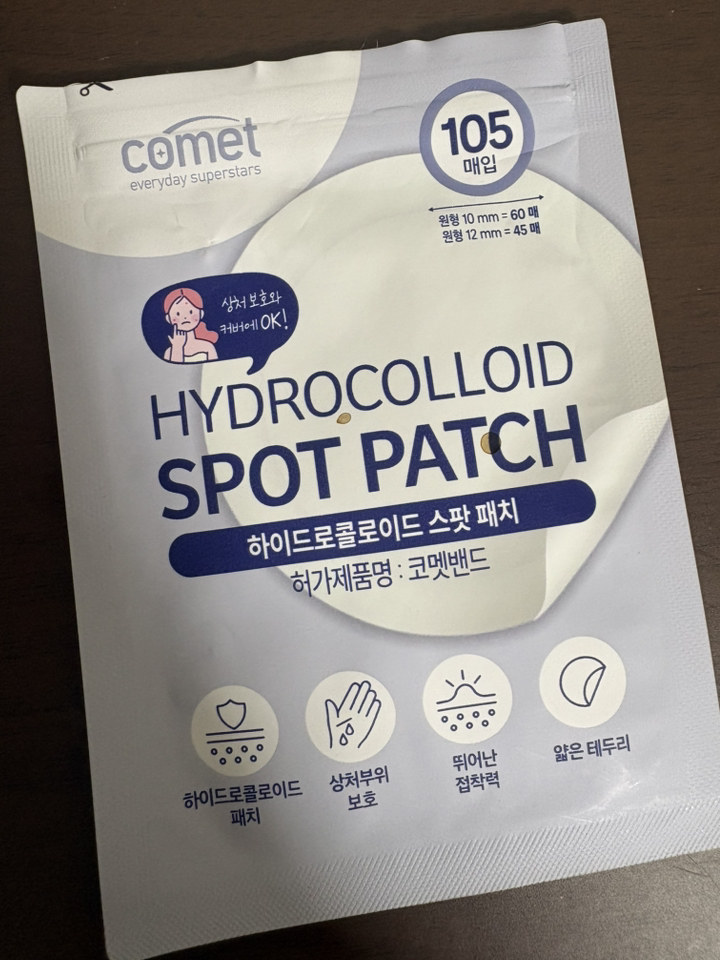 comet
everyday superstars
105
매입
원형 10 mm = 60 매
원형 12 mm = 45 매
상처 보호와
커버에 OK!
HYDROCOLLOID
SPOT PATCH
하이드로콜로이드 스팟 패치
허가제품명 : 코멧밴드
하이드로콜로이드
패치
상처부위
보호
뛰어난
접착력
얇은 테두리